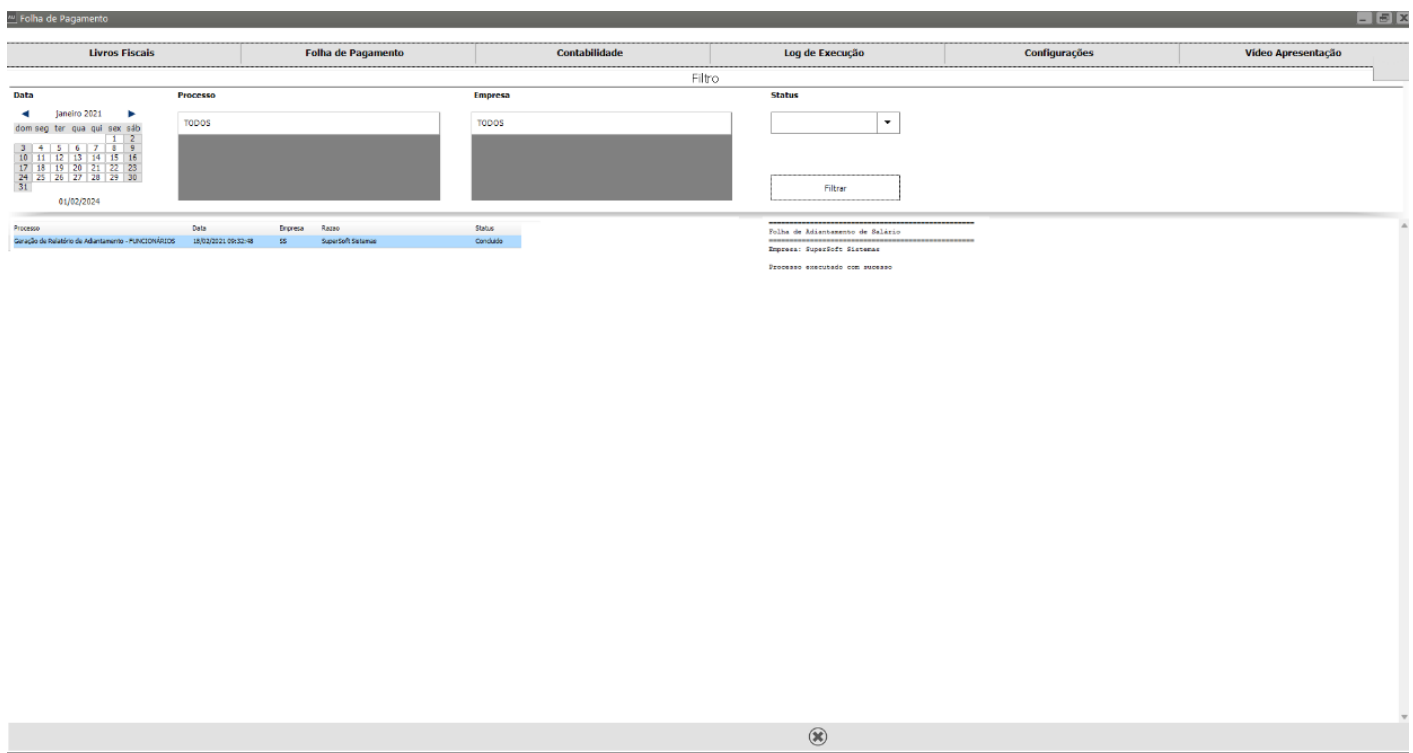 Folha de Pagamento
Livros Fiscais Folha de Pagamento Contabilidade Log de Execução Configurações Vídeo Apresentação
Filtro
Data Processo Empresa Status
janeiro 2021
dom seg ter qua qui sex sáb
1 2
3 4 5 6 7 8 9
10 11 12 13 14 15 16
17 18 19 20 21 22 23
24 25 26 27 28 29 30
31
01/02/2024
TODOS
TODOS
Filtrar
Processo Data Empresa Razao Status
Geração de Relatório de Adiantamento - FUNCIONÁRIOS 18/02/2021 09:32:48 SS SuperSoft Sistemas Concluido
==================================================
Folha de Adiantamento de Salário
==================================================
Empresa: SuperSoft Sistemas
Processo executado com sucesso